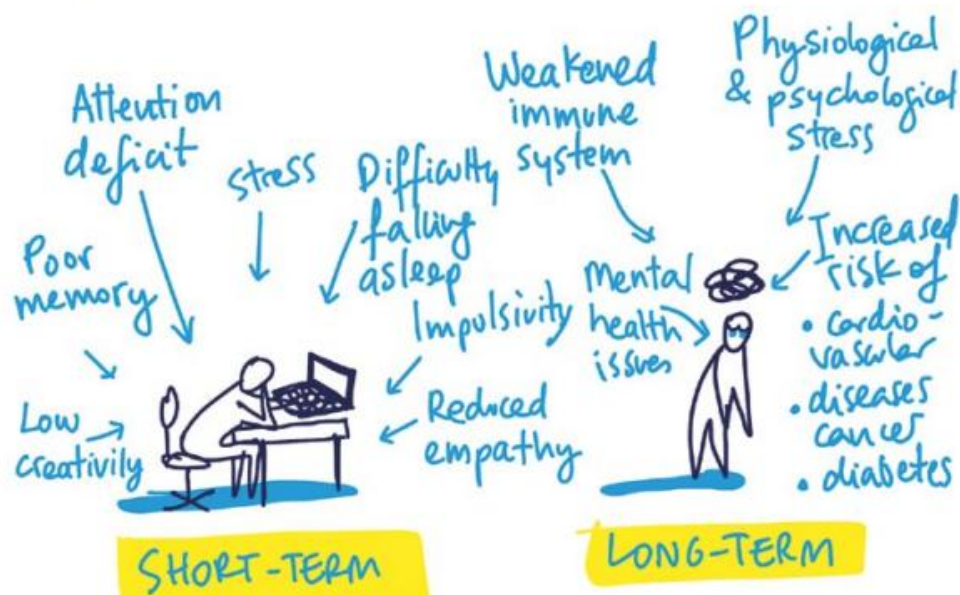 Attention
deficit
stress
Difficulty
falling
asleep
Poor
memory
Impulsivity
Low
creativity
Reduced
empathy
SHORT-TERM
Weakened
immune
system
Physiological
& psychological
stress
Mental
health
issues
Increased
risk of
• cardio-
vascular
• diseases
cancer
• diabetes
LONG-TERM